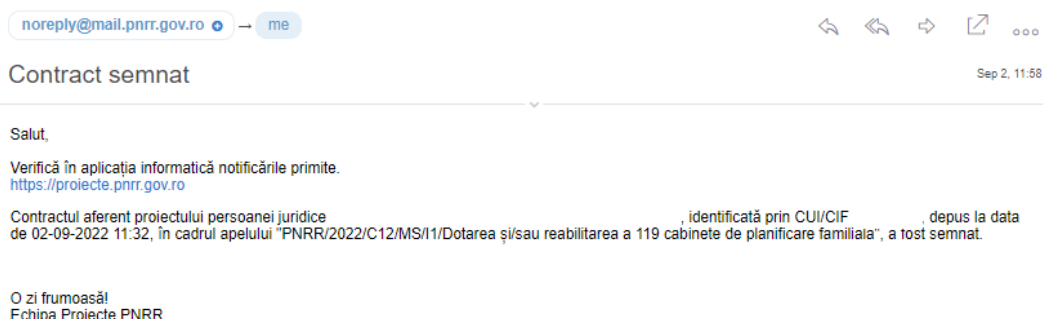 noreply@mail.pnrr.gov.ro → me
Contract semnat
Sep 2, 11:58
Salut,
Verifică în aplicația informatică notificările primite.
https://proiecte.pnrr.gov.ro
Contractul aferent proiectului persoanei juridice , identificată prin CUI/CIF , depus la data
de 02-09-2022 11:32, în cadrul apelului "PNRR/2022/C12/MS/I1/Dotarea și/sau reabilitarea a 119 cabinete de planificare familiala", a fost semnat.
O zi frumoasă!
Echipa Proiecte PNRR